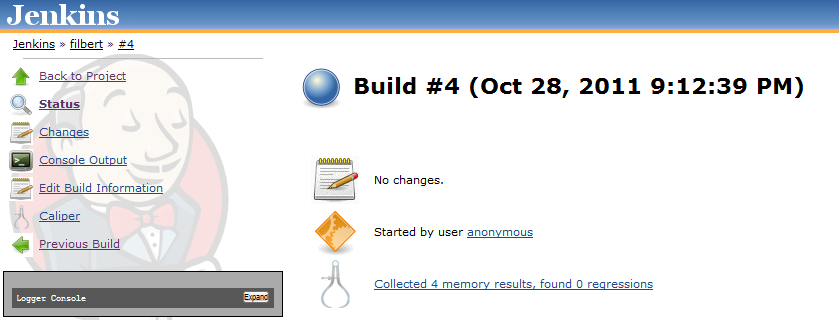 Jenkins
Jenkins » filbert » #4
Back to Project
Status
Changes
Console Output
Edit Build Information
Caliper
Previous Build
Logger Console Expand
Build #4 (Oct 28, 2011 9:12:39 PM)
No changes.
Started by user anonymous
Collected 4 memory results, found 0 regressions